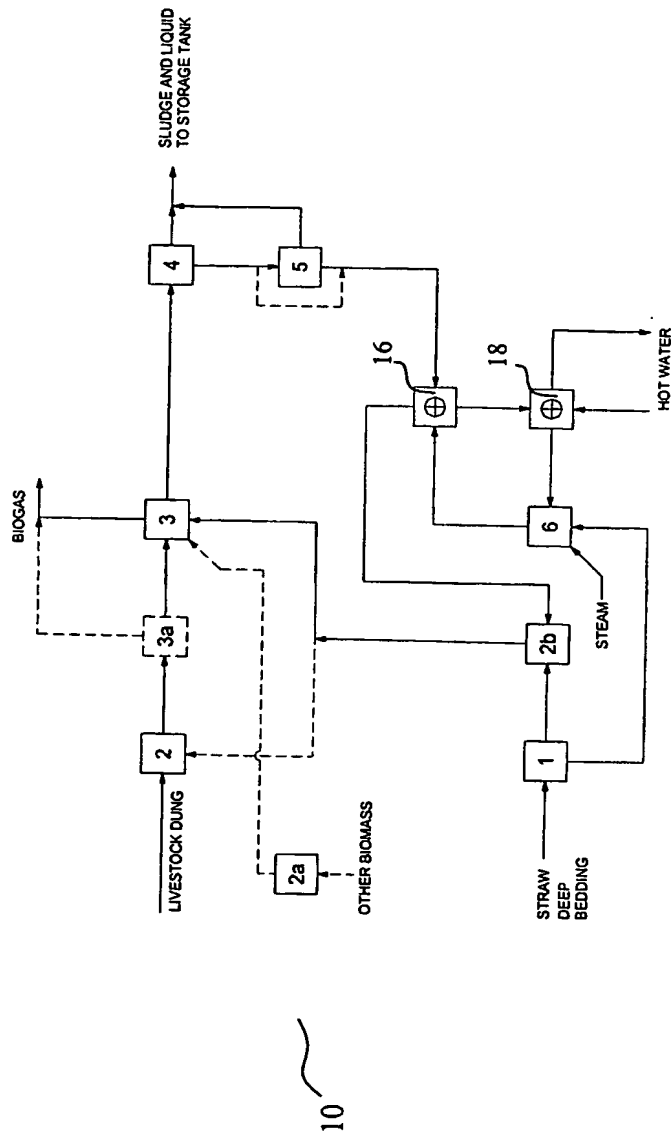 SLUDGE AND LIQUID
TO STORAGE TANK
4
5
BIOGAS
3
3a
2
LIVESTOCK DUNG
2a
OTHER BIOMASS
16
18
HOT WATER
6
STEAM
2b
1
STRAW
DEEP
BEDDING
10